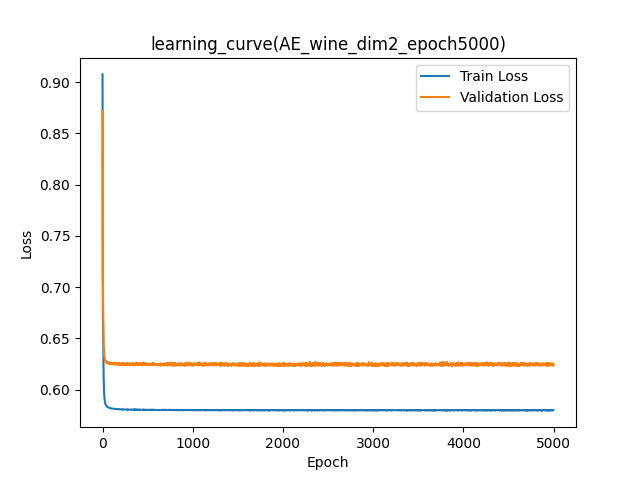 learning_curve(AE_wine_dim2_epoch5000)
Train Loss
Validation Loss
0.90
0.85
0.80
0.75
0.70
0.65
0.60
Loss
0 1000 2000 3000 4000 5000
Epoch